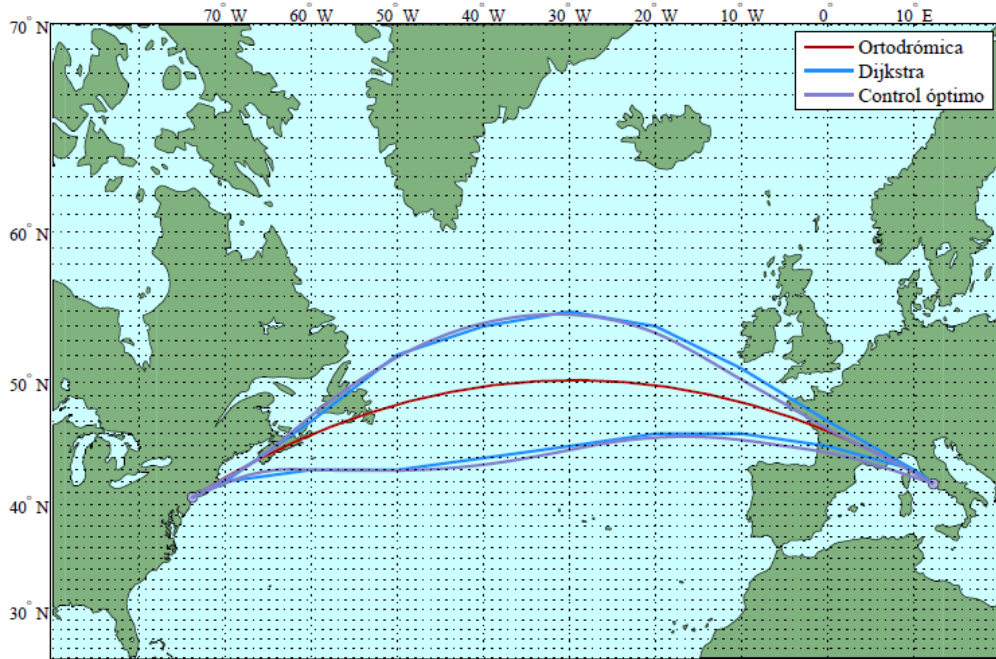 70° W 60° W 50° W 40° W 30° W 20° W 10° W 0° 10° E
70° N
Ortodrómica
Dijkstra
Control óptimo
60° N
50° N
40° N
30° N